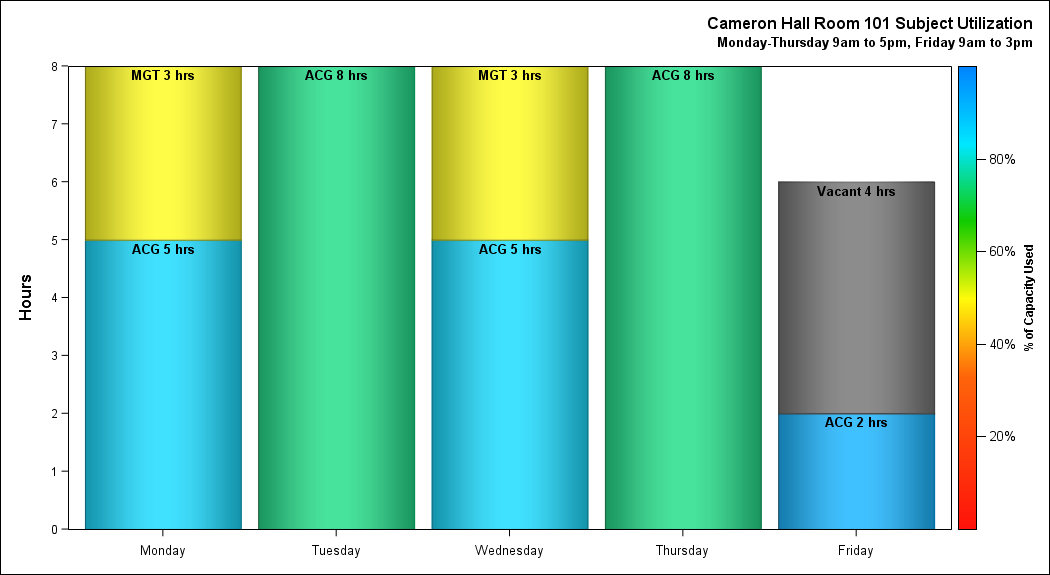 Cameron Hall Room 101 Subject Utilization
Monday-Thursday 9am to 5pm, Friday 9am to 3pm
Hours
8
7
6
5
4
3
2
1
0
MGT 3 hrs
ACG 5 hrs
ACG 8 hrs
MGT 3 hrs
ACG 5 hrs
ACG 8 hrs
Vacant 4 hrs
ACG 2 hrs
Monday
Tuesday
Wednesday
Thursday
Friday
80%
60%
40%
20%
% of Capacity Used